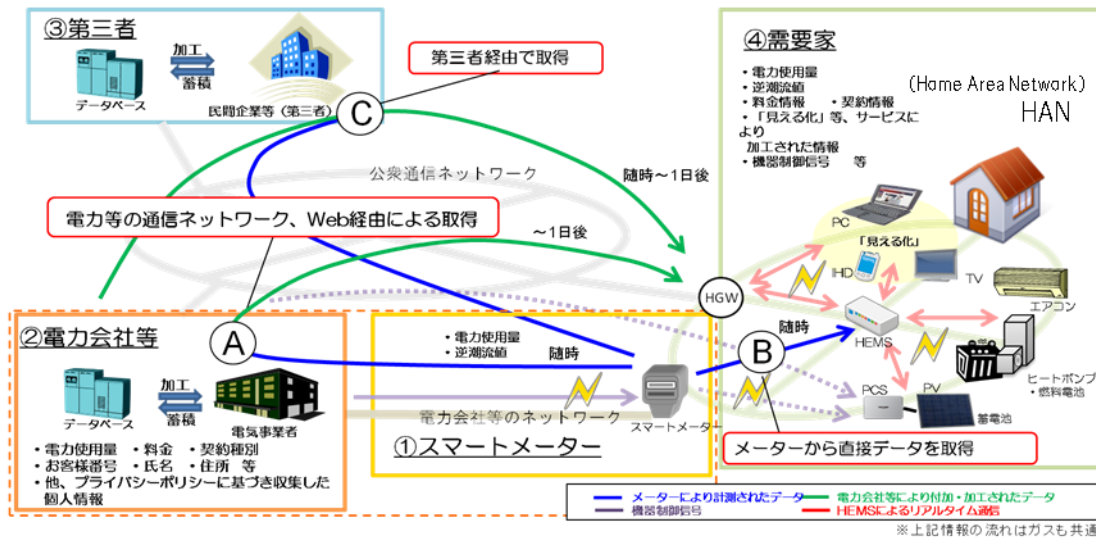 ③第三者
加工
蓄積
データベース
民間企業等（第三者）
第三者経由で取得
C
公衆通信ネットワーク
随時～1日後
電力等の通信ネットワーク、Web経由による取得
～1日後
②電力会社等
A
加工
蓄積
データベース
電気事業者
・電力使用量　・料金　・契約種別
・お客様番号　・氏名　・住所　等
・他、プライバシーポリシーに基づき収集した
個人情報
・電力使用量
・逆潮流値
随時
電力会社等のネットワーク
スマートメーター
①スマートメーター
④需要家
・電力使用量
・逆潮流値
・料金情報　・契約情報
・「見える化」等、サービスに
より
加工された情報
・機器制御信号　等
(Home Area Network)
HAN
PC
「見える化」
IHD
TV
エアコン
HGW
B
随時
HEMS
ヒートポンプ
・燃料電池
PCS
PV
蓄電池
メーターから直接データを取得
メーターにより計測されたデータ
電力会社等により付加・加工されたデータ
機器制御信号
HEMSによるリアルタイム通信
※上記情報の流れはガスも共通